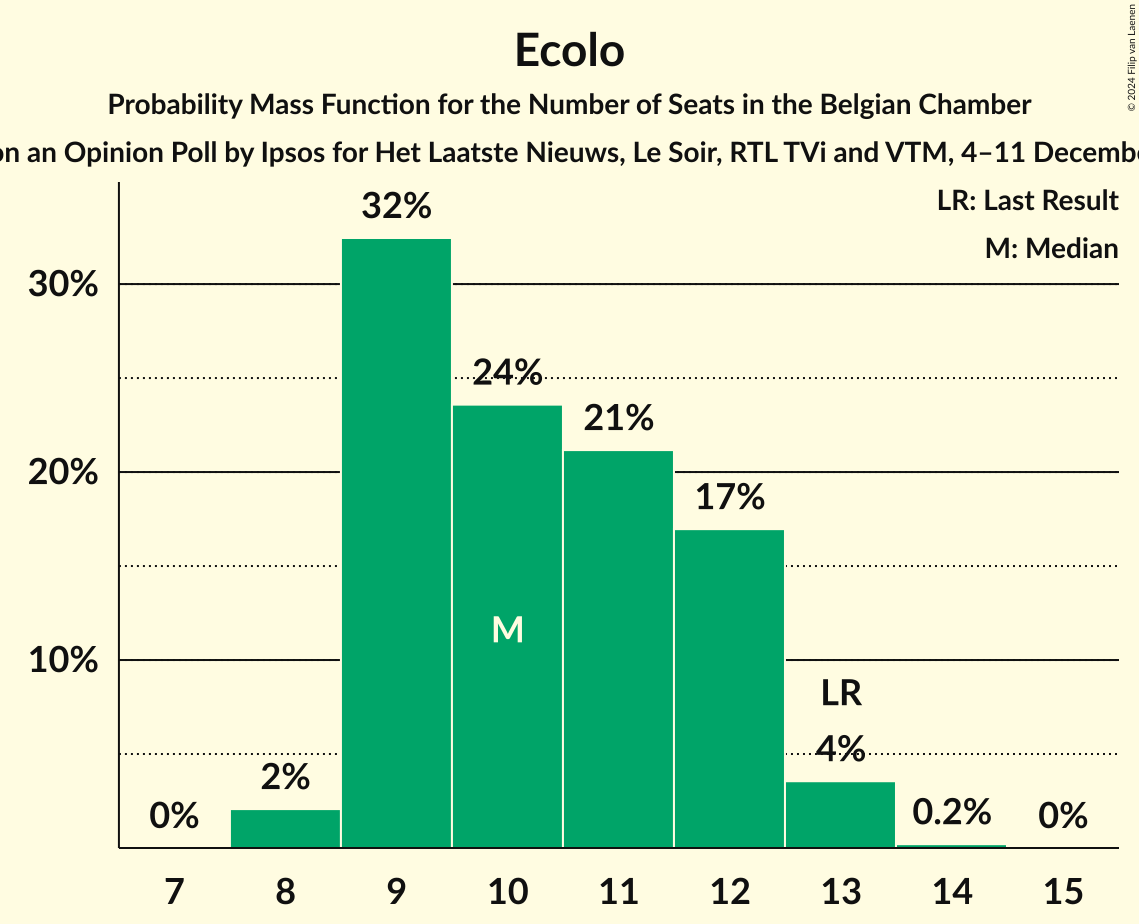 Ecolo
Probability Mass Function for the Number of Seats in the Belgian Chamber
on an Opinion Poll by Ipsos for Het Laatste Nieuws, Le Soir, RTL TVi and VTM, 4–11 Decembe
© 2024 Filip van Laenen
LR: Last Result
M: Median
32%
30%
24%
21%
20%
17%
M
10%
LR
4%
2%
0%
0.2%
0%
7 8 9 10 11 12 13 14 15